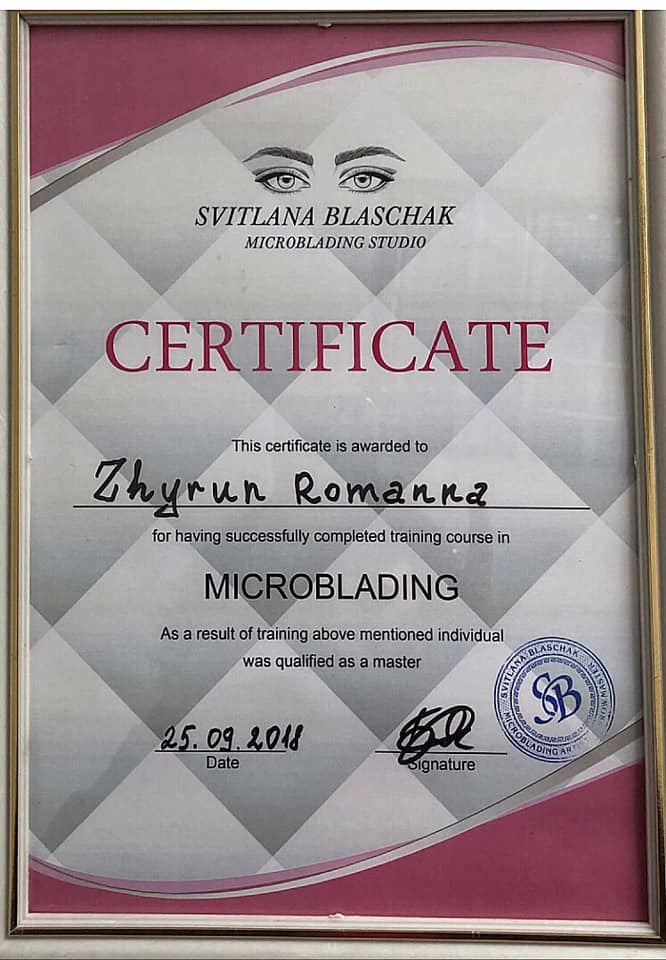 SVITLANA BLASCHAK
MICROBLADING STUDIO
CERTIFICATE
This certificate is awarded to
Zhyrun Romanna
for having successfully completed training course in
MICROBLADING
As a result of training above mentioned individual
was qualified as a master
25.09.2018
Date
Signature
SVITLANA BLASCHAK
MASTER
MICROBLADING
SB